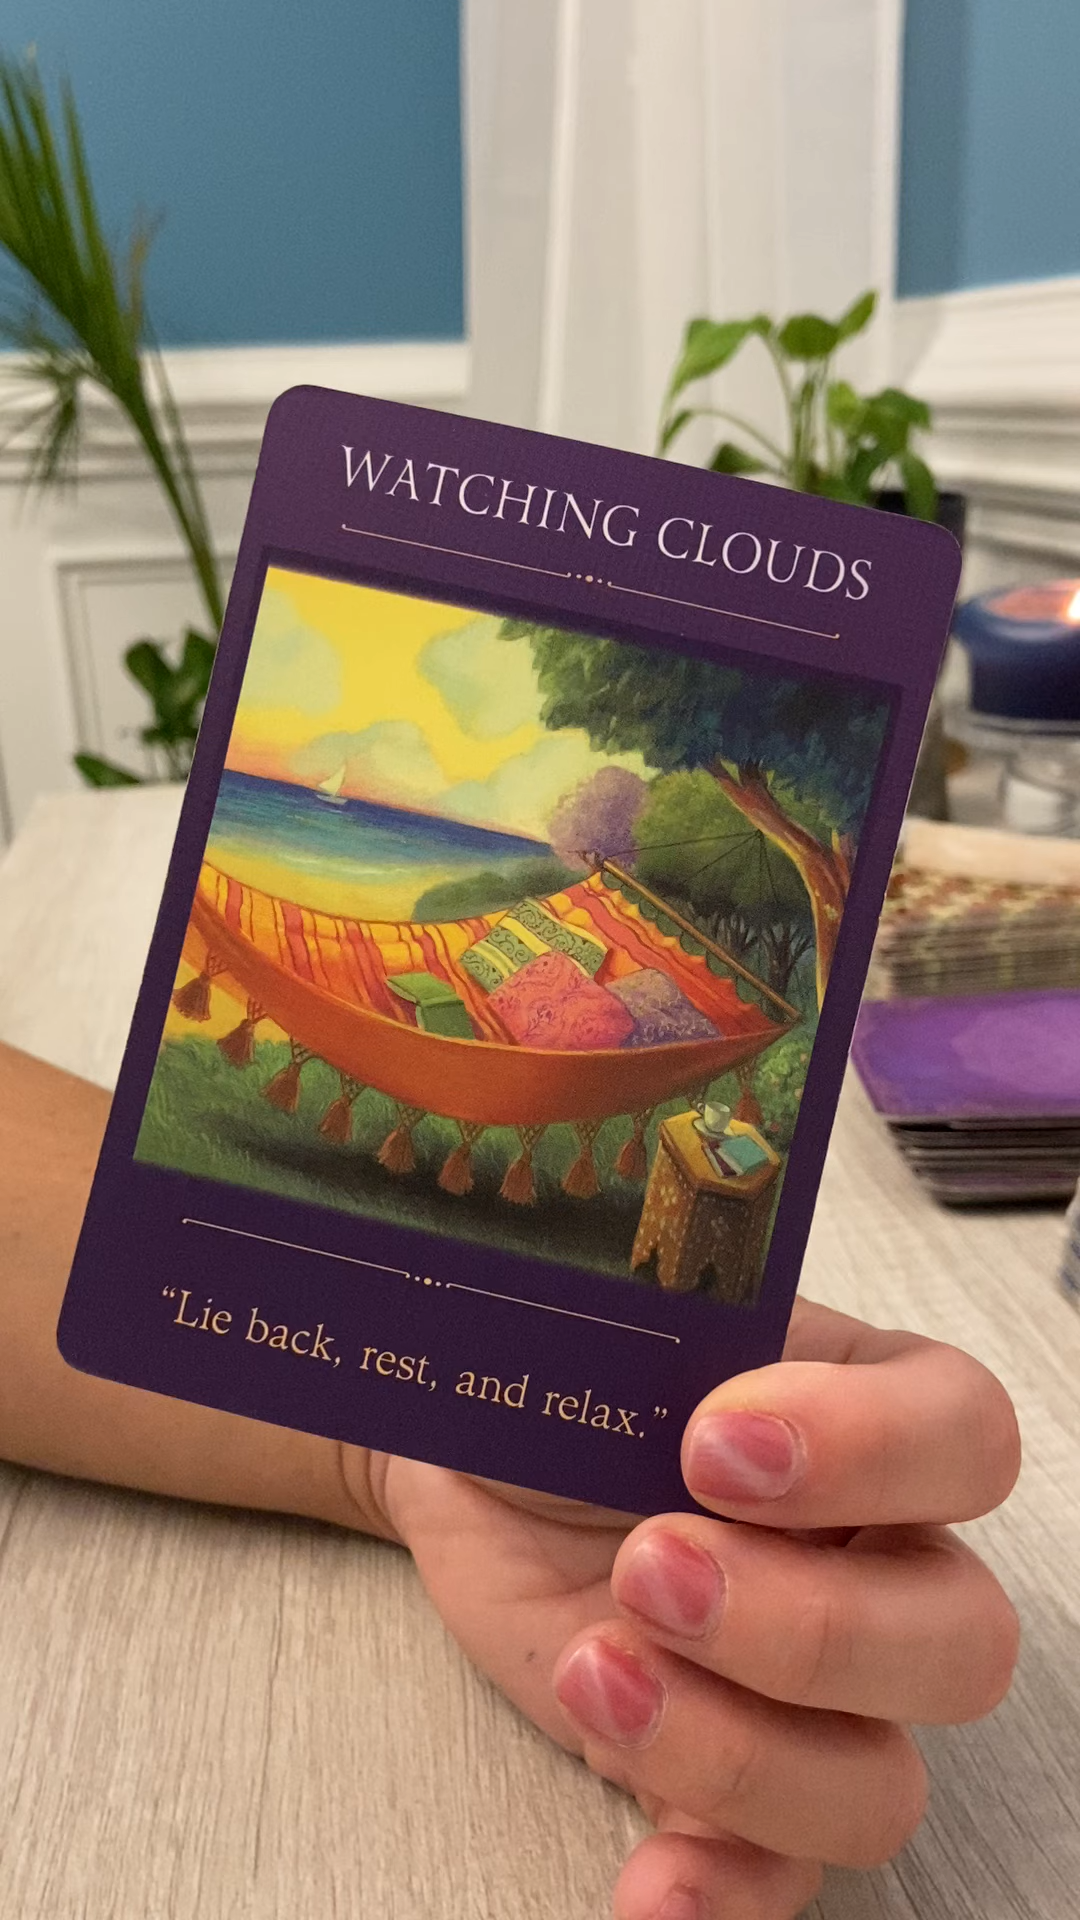 WATCHING CLOUDS
“Lie back, rest, and relax.”